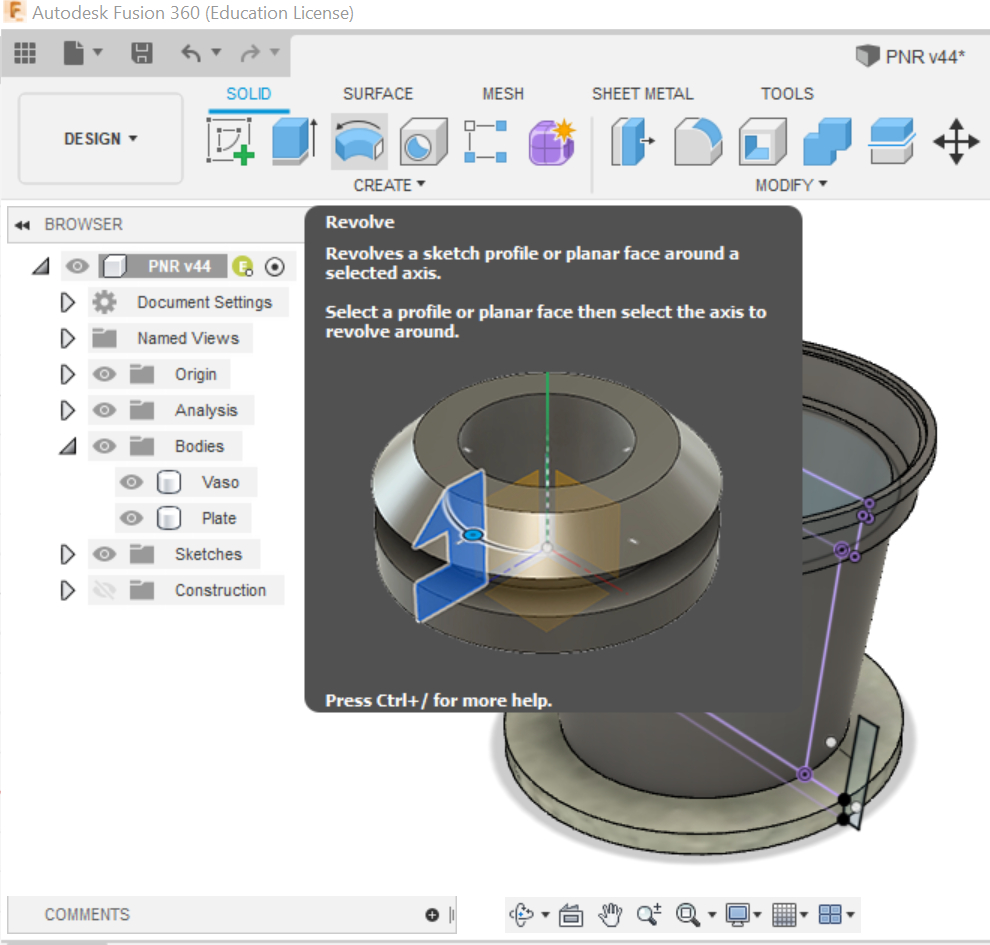 Autodesk Fusion 360 (Education License)
PNR v44*
DESIGN
SOLID
SURFACE
MESH
SHEET METAL
TOOLS
CREATE
MODIFY
BROWSER
PNR v44
Document Settings
Named Views
Origin
Analysis
Bodies
Vaso
Plate
Sketches
Construction
Revolve
Revolves a sketch profile or planar face around a
selected axis.
Select a profile or planar face then select the axis to
revolve around.
Press Ctrl+/ for more help.
COMMENTS